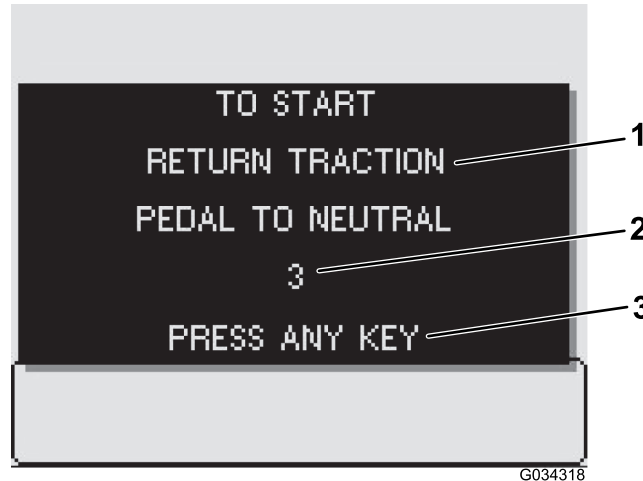 TO START
RETURN TRACTION
PEDAL TO NEUTRAL
3
PRESS ANY KEY
1
2
3
G034318